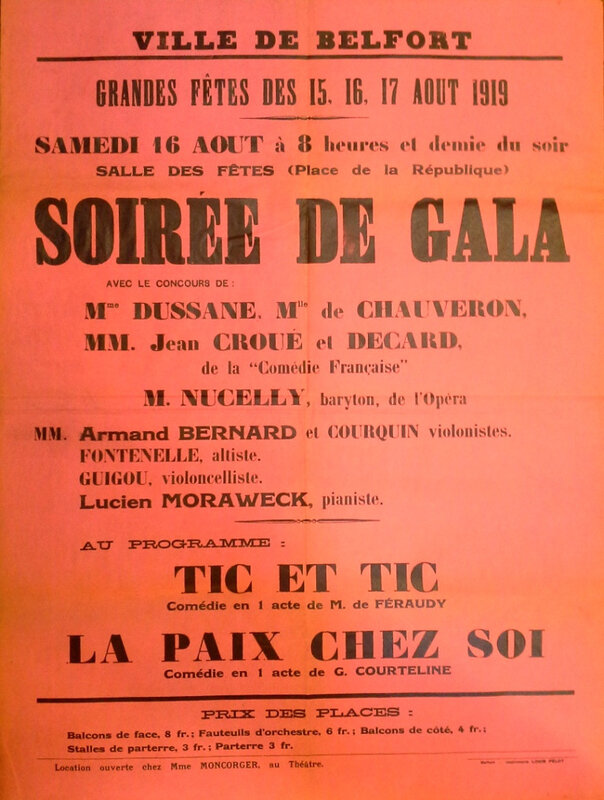 VILLE DE BELFORT
GRANDES FÊTES DES 15, 16, 17 AOUT 1919
SAMEDI 16 AOUT à 8 heures et demie du soir
SALLE DES FÊTES (Place de la République)
SOIRÉE DE GALA
AVEC LE CONCOURS DE :
Mme DUSSANE, Mlle de CHAUVERON,
MM. Jean CROUÉ et DECARD,
de la "Comédie Française"
M. NUCELLY, baryton, de l'Opéra
MM. Armand BERNARD et COURQUIN violonistes.
FONTENELLE, altiste.
GUIGOU, violoncelliste.
Lucien MORAWECK, pianiste.
AU PROGRAMME :
TIC ET TIC
Comédie en 1 acte de M. de FÉRAUDY
LA PAIX CHEZ SOI
Comédie en 1 acte de G. COURTELINE
PRIX DES PLACES :
Balcons de face, 8 fr.; Fauteuils d'orchestre, 6 fr.; Balcons de côté, 4 fr.;
Stalles de parterre, 3 fr.; Parterre 3 fr.
Location ouverte chez Mme MONCORGER, au Théâtre.
Belfort - Imprimerie LOUIS PÉLOT